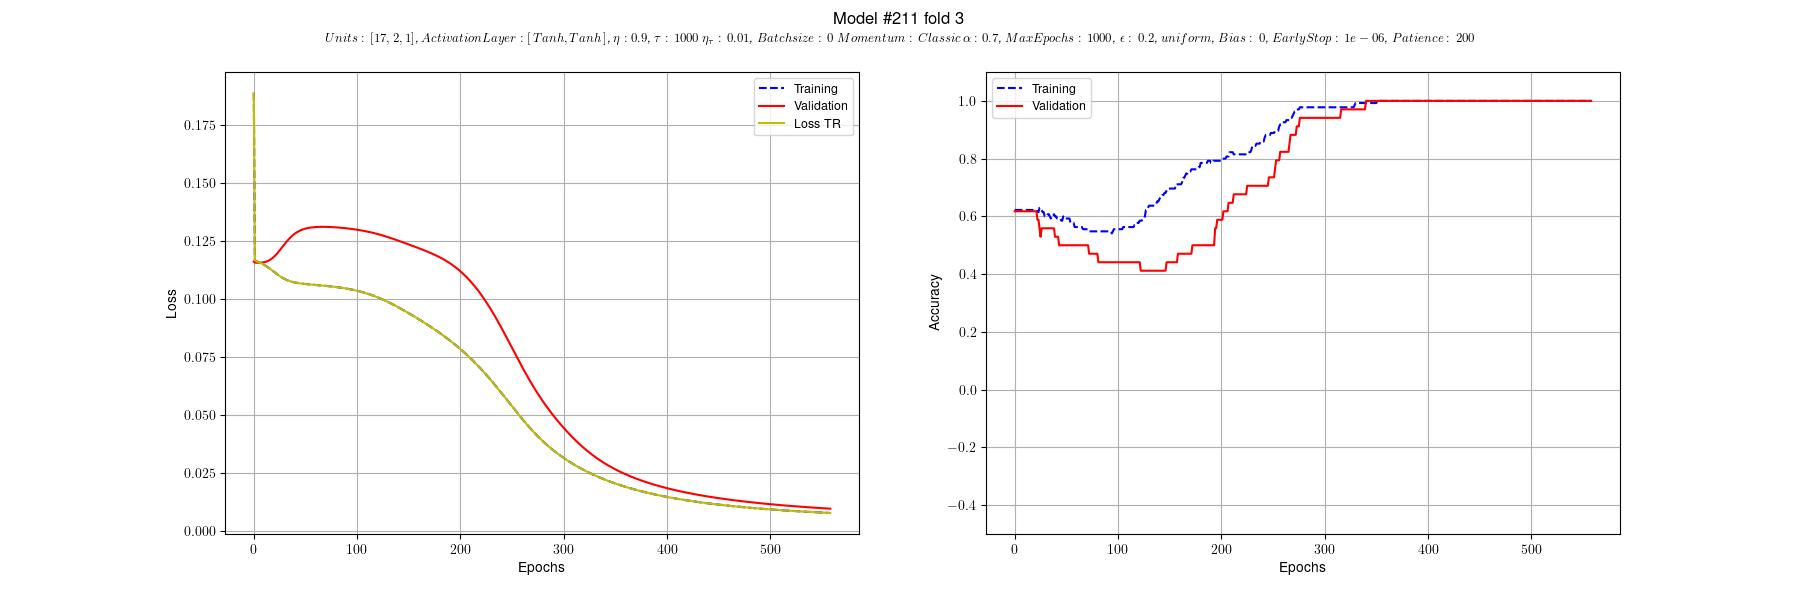 Model #211 fold 3
Units : [17, 2, 1], ActivationLayer : [Tanh, Tanh], η : 0.9, τ : 1000 η_τ : 0.01, Batchsize : 0 Momentum : Classic α : 0.7, MaxEpochs : 1000, ϵ : 0.2, uniform, Bias : 0, EarlyStop : 1e − 06, Patience : 200
Training
Validation
Loss TR
0.175
0.150
0.125
0.100
0.075
0.050
0.025
0.000
Loss
0 100 200 300 400 500
Epochs
Training
Validation
1.0
0.8
0.6
0.4
0.2
0.0
−0.2
−0.4
Accuracy
0 100 200 300 400 500
Epochs